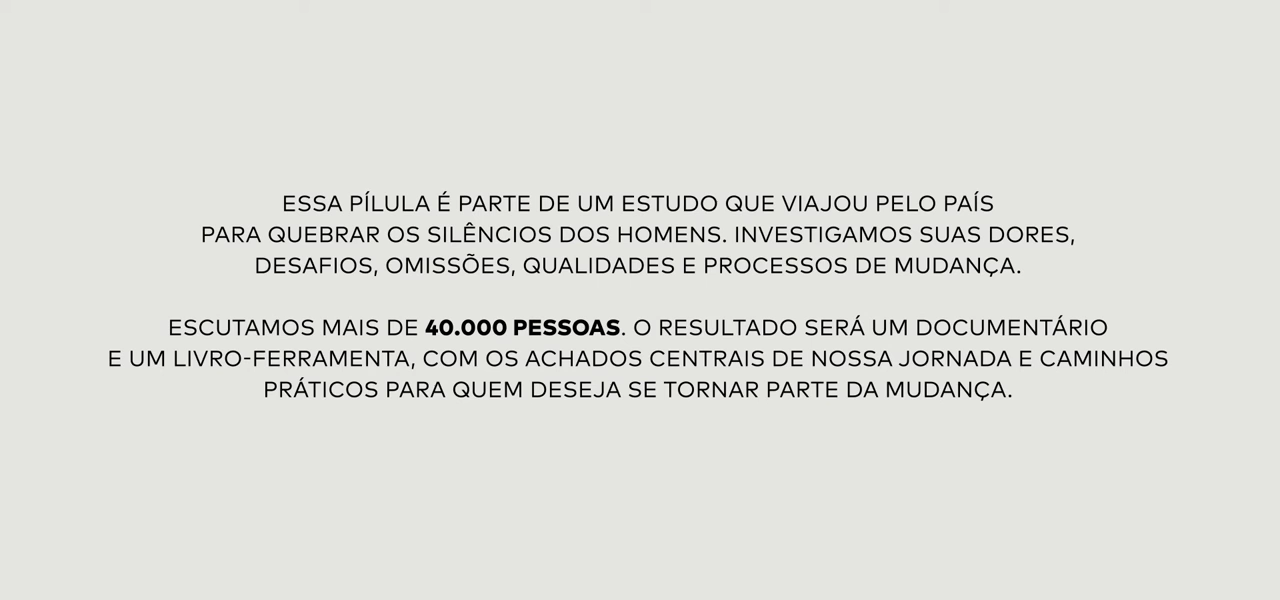 ESSA PÍLULA É PARTE DE UM ESTUDO QUE VIAJOU PELO PAÍS
PARA QUEBRAR OS SILÊNCIOS DOS HOMENS. INVESTIGAMOS SUAS DORES,
DESAFIOS, OMISSÕES, QUALIDADES E PROCESSOS DE MUDANÇA.
ESCUTAMOS MAIS DE 40.000 PESSOAS. O RESULTADO SERÁ UM DOCUMENTÁRIO
E UM LIVRO-FERRAMENTA, COM OS ACHADOS CENTRAIS DE NOSSA JORNADA E CAMINHOS
PRÁTICOS PARA QUEM DESEJA SE TORNAR PARTE DA MUDANÇA.